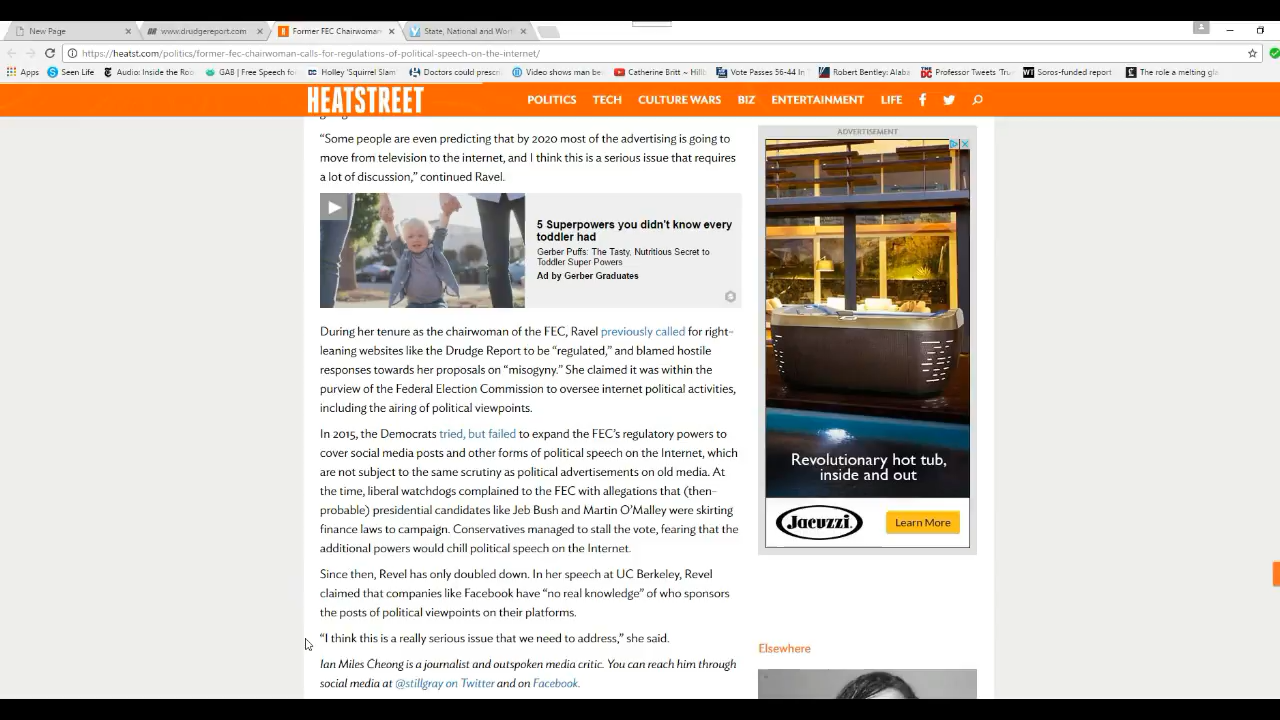 New Page
www.drudgereport.com
Former FEC Chairwoman
State, National and Wor
https://heatst.com/politics/former-fec-chairwoman-calls-for-regulations-of-political-speech-on-the-internet/
Apps
Seen Life
Audio: Inside the Roo
GAB | Free Speech for
Holley 'Squirrel Slam
Doctors could prescr
Video shows man be
Catherine Britt ~ Hillb
Vote Passes 56-44 In
Robert Bentley: Alaba
Professor Tweets 'Tru
Soros-funded report
The role a melting gla
HEATSTREET
POLITICS
TECH
CULTURE WARS
BIZ
ENTERTAINMENT
LIFE
“Some people are even predicting that by 2020 most of the advertising is going to
move from television to the internet, and I think this is a serious issue that requires
a lot of discussion,” continued Ravel.
5 Superpowers you didn't know every
toddler had
Gerber Puffs: The Tasty, Nutritious Secret to
Toddler Super Powers
Ad by Gerber Graduates
During her tenure as the chairwoman of the FEC, Ravel previously called for right-
leaning websites like the Drudge Report to be “regulated,” and blamed hostile
responses towards her proposals on “misogyny.” She claimed it was within the
purview of the Federal Election Commission to oversee internet political activities,
including the airing of political viewpoints.
In 2015, the Democrats tried, but failed to expand the FEC’s regulatory powers to
cover social media posts and other forms of political speech on the Internet, which
are not subject to the same scrutiny as political advertisements on old media. At
the time, liberal watchdogs complained to the FEC with allegations that (then-
probable) presidential candidates like Jeb Bush and Martin O’Malley were skirting
finance laws to campaign. Conservatives managed to stall the vote, fearing that the
additional powers would chill political speech on the Internet.
Since then, Revel has only doubled down. In her speech at UC Berkeley, Revel
claimed that companies like Facebook have “no real knowledge” of who sponsors
the posts of political viewpoints on their platforms.
“I think this is a really serious issue that we need to address,” she said.
Ian Miles Cheong is a journalist and outspoken media critic. You can reach him through
social media at @stillgray on Twitter and on Facebook.
ADVERTISEMENT
Revolutionary hot tub,
inside and out
Jacuzzi
Learn More
Elsewhere